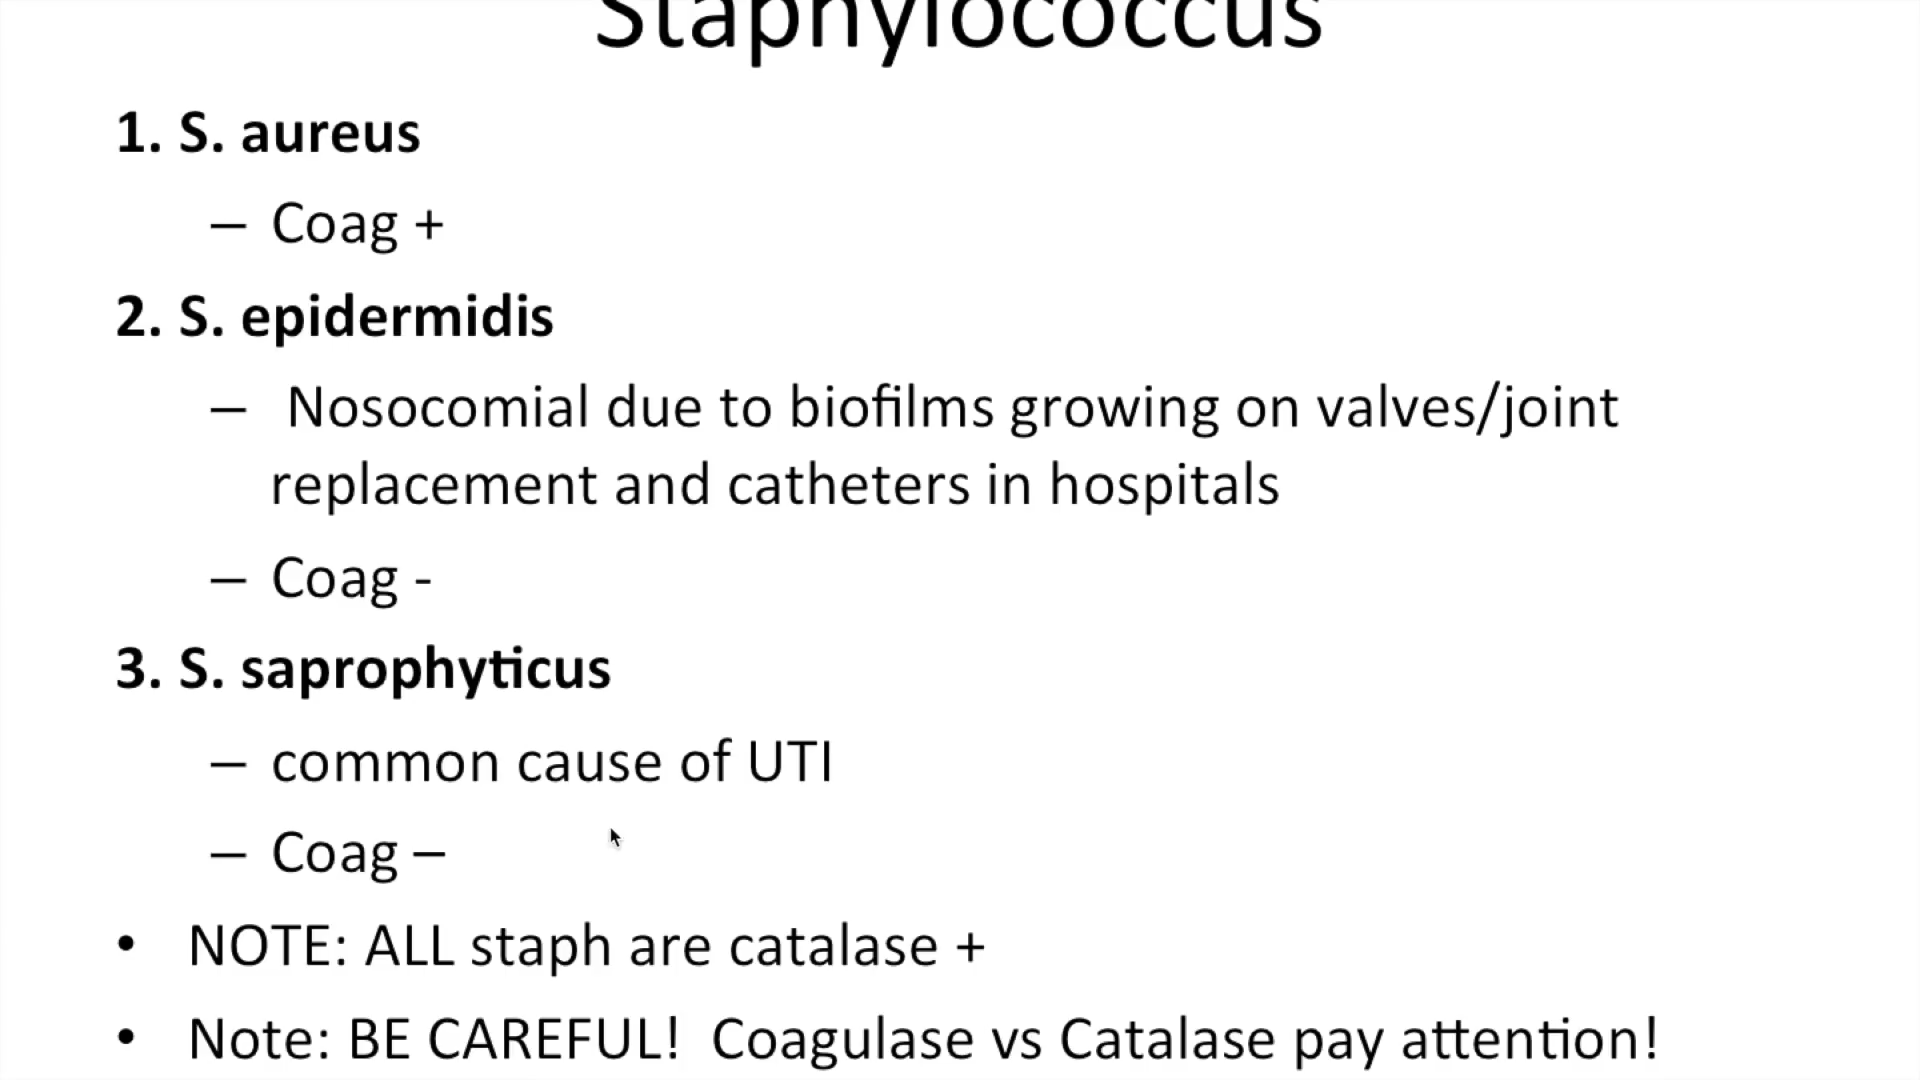 Staphylococcus
1. S. aureus
– Coag +
2. S. epidermidis
– Nosocomial due to biofilms growing on valves/joint
replacement and catheters in hospitals
– Coag -
3. S. saprophyticus
– common cause of UTI
– Coag –
• NOTE: ALL staph are catalase +
• Note: BE CAREFUL! Coagulase vs Catalase pay attention!